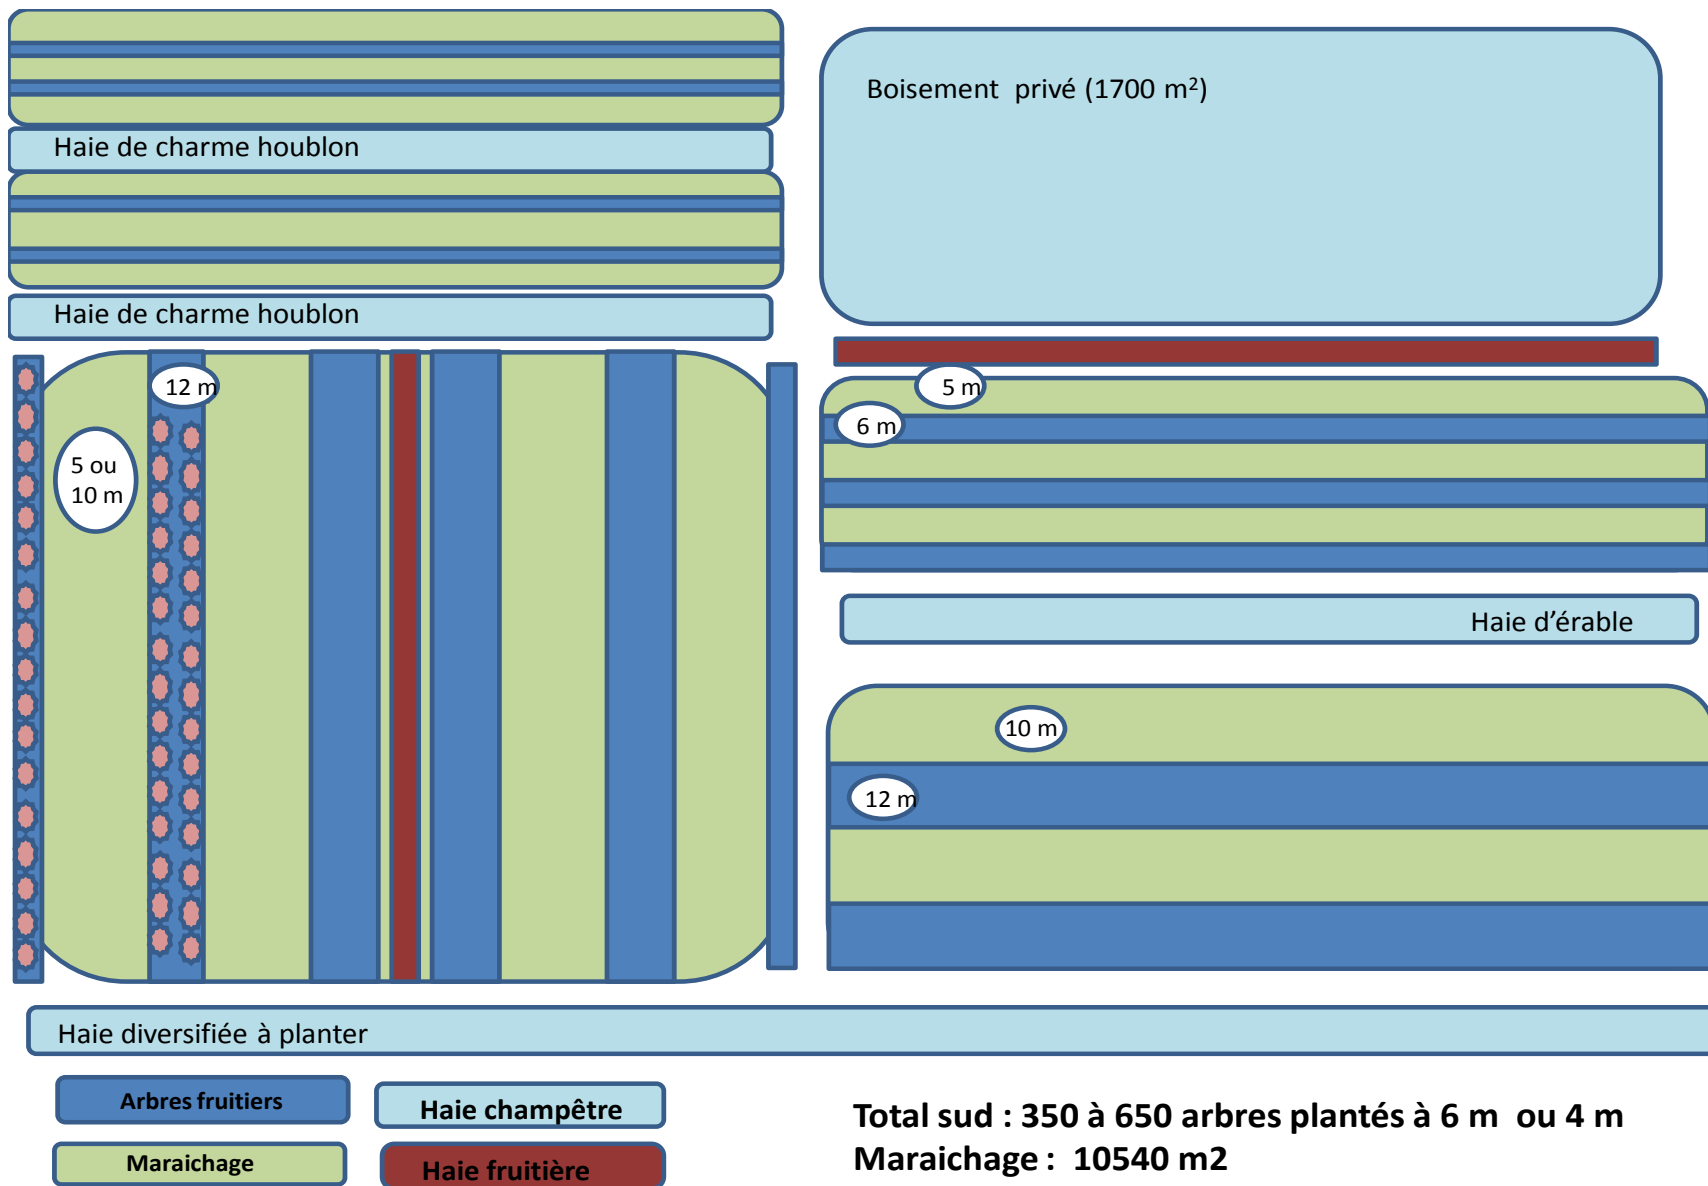 Boisement privé (1700 m²)
Haie de charme houblon
Haie de charme houblon
12 m
5 m
6 m
5 ou
10 m
Haie d’érable
10 m
12 m
Haie diversifiée à planter
Arbres fruitiers
Haie champêtre
Maraichage
Haie fruitière
Total sud : 350 à 650 arbres plantés à 6 m ou 4 m
Maraichage : 10540 m2